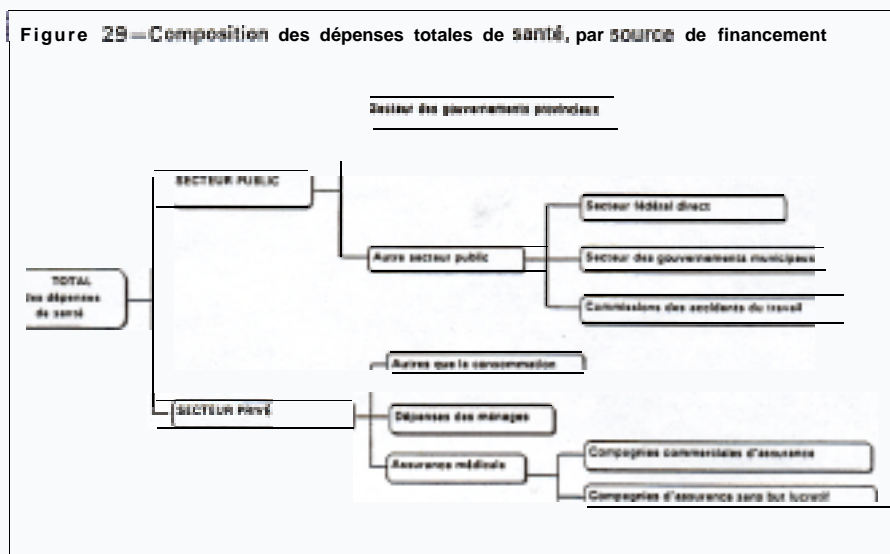 Figure 29—Composition des dépenses totales de santé, par source de financement
Secteur des gouvernements provinciaux
SECTEUR PUBLIC
Secteur fédéral direct
Autre secteur public
Secteur des gouvernements municipaux
TOTAL
des dépenses
de santé
Commissions des accidents du travail
Autres que la consommation
SECTEUR PRIVÉ
Dépenses des ménages
Assurance médicale
Compagnies commerciales d'assurance
Compagnies d'assurance sans but lucratif